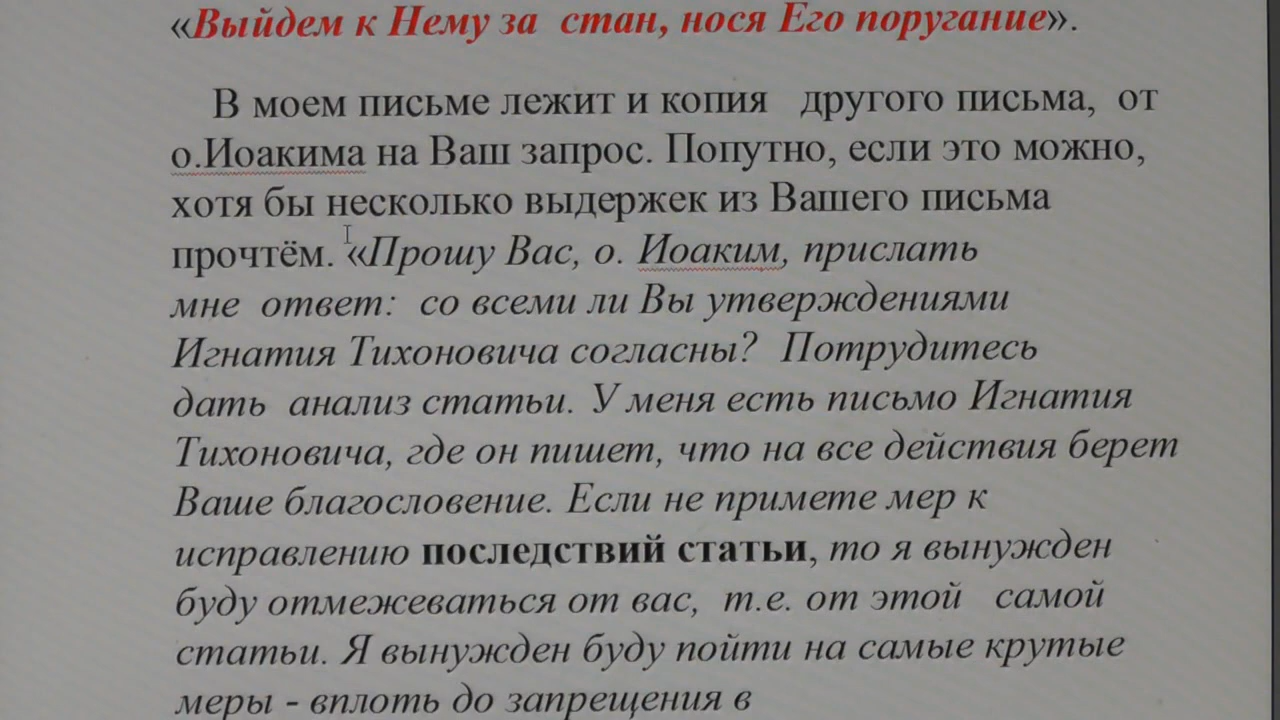 «Выйдем к Нему за стан, нося Его поругание».
В моем письме лежит и копия другого письма, от
о.Иоакима на Ваш запрос. Попутно, если это можно,
хотя бы несколько выдержек из Вашего письма
прочтём. «Прошу Вас, о. Иоаким, прислать
мне ответ: со всеми ли Вы утверждениями
Игнатия Тихоновича согласны? Потрудитесь
дать анализ статьи. У меня есть письмо Игнатия
Тихоновича, где он пишет, что на все действия берет
Ваше благословение. Если не примете мер к
исправлению последствий статьи, то я вынужден
буду отмежеваться от вас, т.е. от этой самой
статьи. Я вынужден буду пойти на самые крутые
меры - вплоть до запрещения в